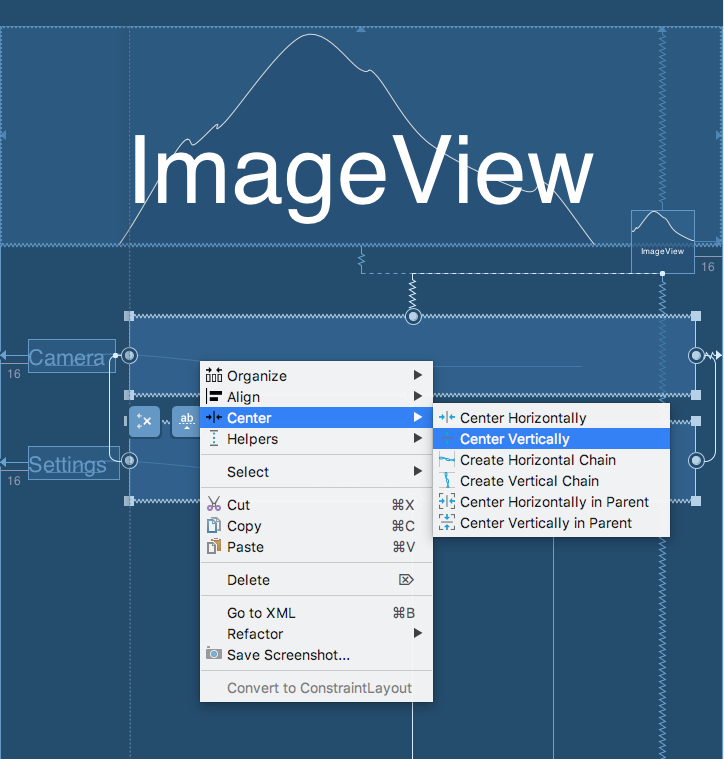 ImageView
ImageView
16
Camera
16
ab
Settings
16
Organize
Align
Center
Helpers
Select
Cut ⌘X
Copy ⌘C
Paste ⌘V
Delete ⌦
Go to XML ⌘B
Refactor
Save Screenshot...
Convert to ConstraintLayout
Center Horizontally
Center Vertically
Create Horizontal Chain
Create Vertical Chain
Center Horizontally in Parent
Center Vertically in Parent